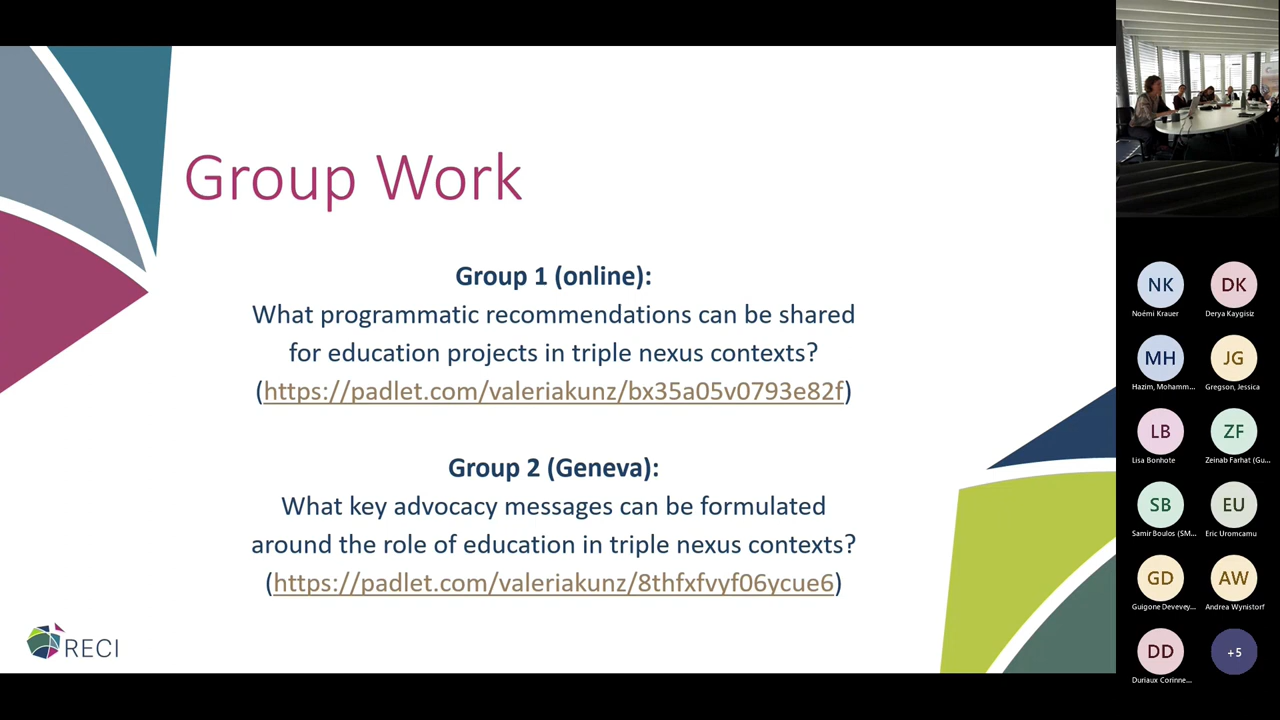 Group Work
Group 1 (online):
What programmatic recommendations can be shared
for education projects in triple nexus contexts?
(https://padlet.com/valeriakunz/bx35a05v0793e82f)
Group 2 (Geneva):
What key advocacy messages can be formulated
around the role of education in triple nexus contexts?
(https://padlet.com/valeriakunz/8thfxfvyf06ycue6)
RECI
NK
DK
Noémi Krauer
Derya Kaygisiz
MH
JG
Hazim, Mohamm...
Gregson, Jessica
LB
ZF
Lisa Bonhote
Zeinab Farhat (Gu...
SB
EU
Samir Boulos (SM...
Eric Uromcamu
GD
AW
Guigone Devevey...
Andrea Wynistorf
DD
+5
Duriaux Corinne...